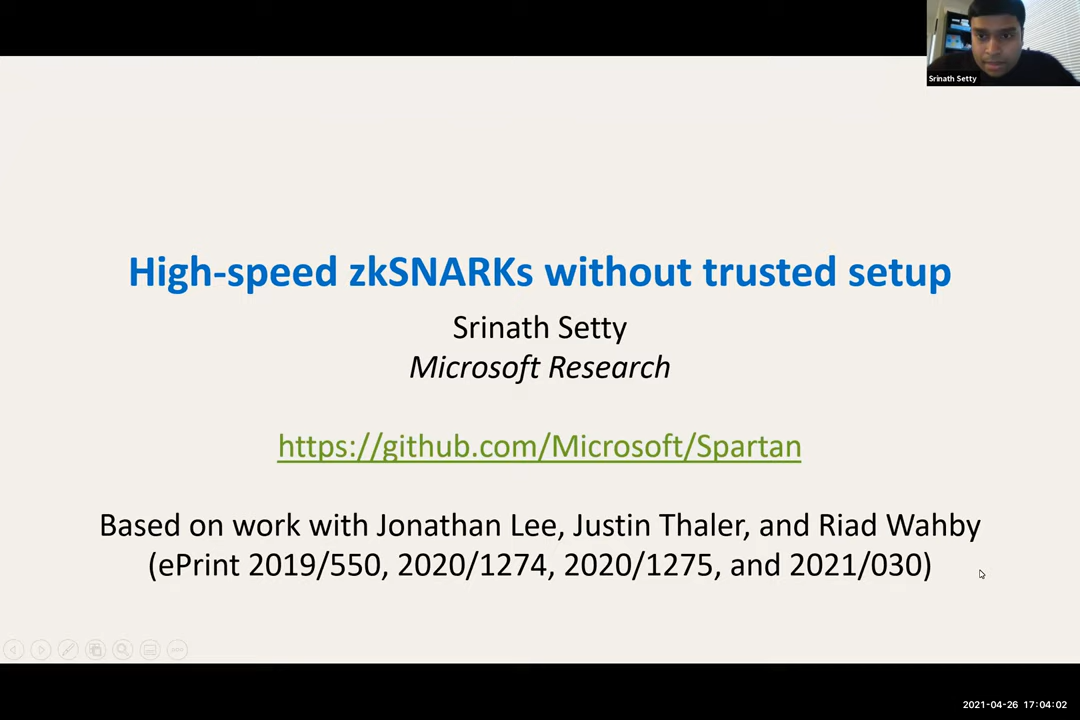 Srinath Setty
High-speed zkSNARKs without trusted setup
Srinath Setty
Microsoft Research
https://github.com/Microsoft/Spartan
Based on work with Jonathan Lee, Justin Thaler, and Riad Wahby
(ePrint 2019/550, 2020/1274, 2020/1275, and 2021/030)
2021-04-26 17:04:02